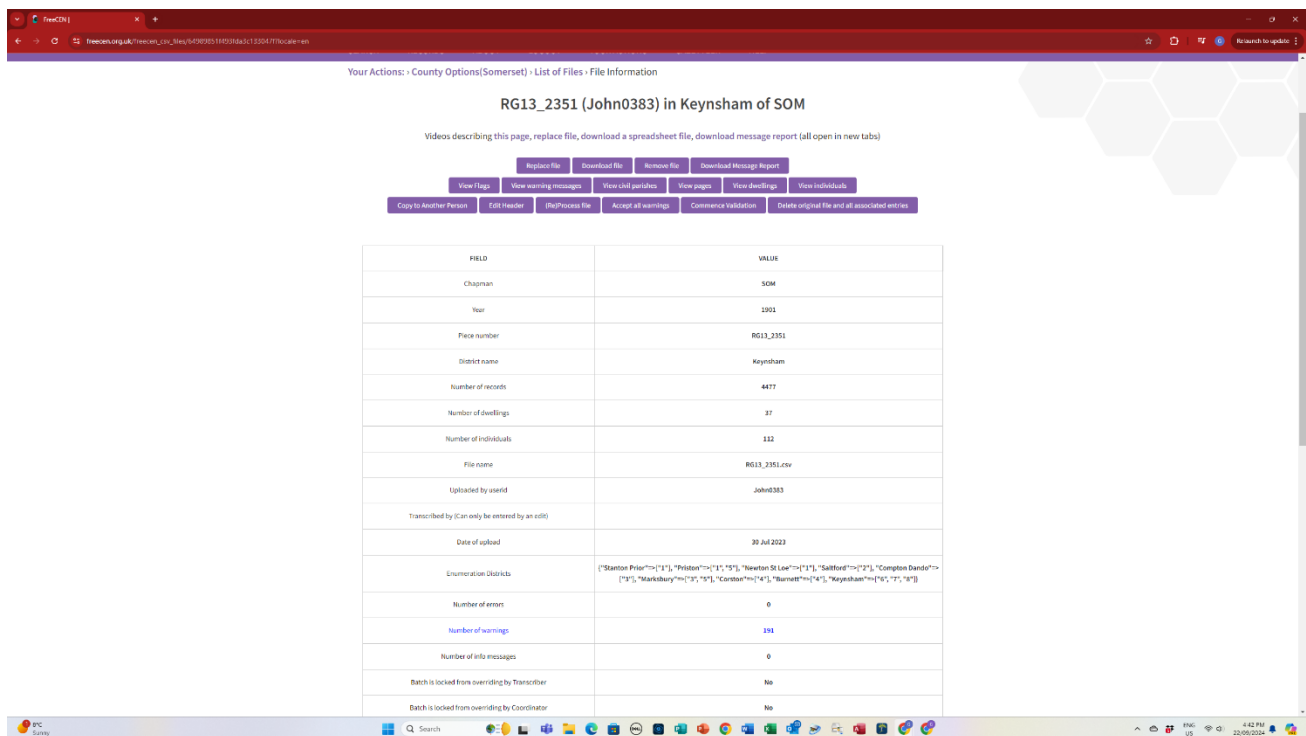 FreeCEN |
freecen.org.uk/freecen_csv_files/
?locale=en
Relaunch to update
Your Actions: › County Options(Somerset) › List of Files › File Information
RG13_2351 (John0383) in Keynsham of SOM
Videos describing this page, replace file, download a spreadsheet file, download message report (all open in new tabs)
Replace file Download file Remove file Download Message Report
View Flags View warning messages View civil parishes View pages View dwellings View individuals
Copy to Another Person Edit Header (Re)Process file Accept all warnings Commence Validation Delete original file and all associated entries
FIELD VALUE
Chapman SOM
Year 1901
Piece number RG13_2351
District name Keynsham
Number of records 4477
Number of dwellings 37
Number of individuals 112
File name RG13_2351.csv
Uploaded by userid John0383
Transcribed by (Can only be entered by an edit)
Date of upload 30 Jul 2023
Enumeration Districts {"Stanton Prior"=>["1"], "Priston"=>["1", "5"], "Newton St Loe"=>["1"], "Saltford"=>["2"], "Compton Dando"=>
["3"], "Marksbury"=>["3", "5"], "Corston"=>["4"], "Burnett"=>["4"], "Keynsham"=>["6", "7", "8"]}
Number of errors 0
Number of warnings 191
Number of info messages 0
Batch is locked from overriding by Transcriber No
Batch is locked from overriding by Coordinator No
Sunny
Search
ENG
US
4:42 PM
22/09/2024